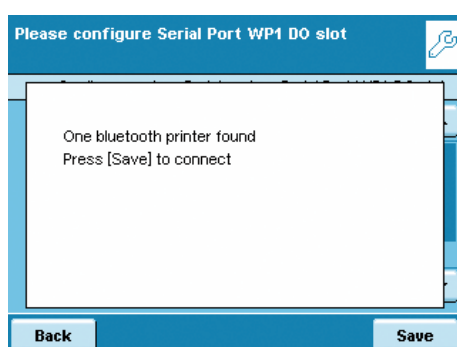 Please configure Serial Port WP1 DO slot
One bluetooth printer found
Press [Save] to connect
Back
Save